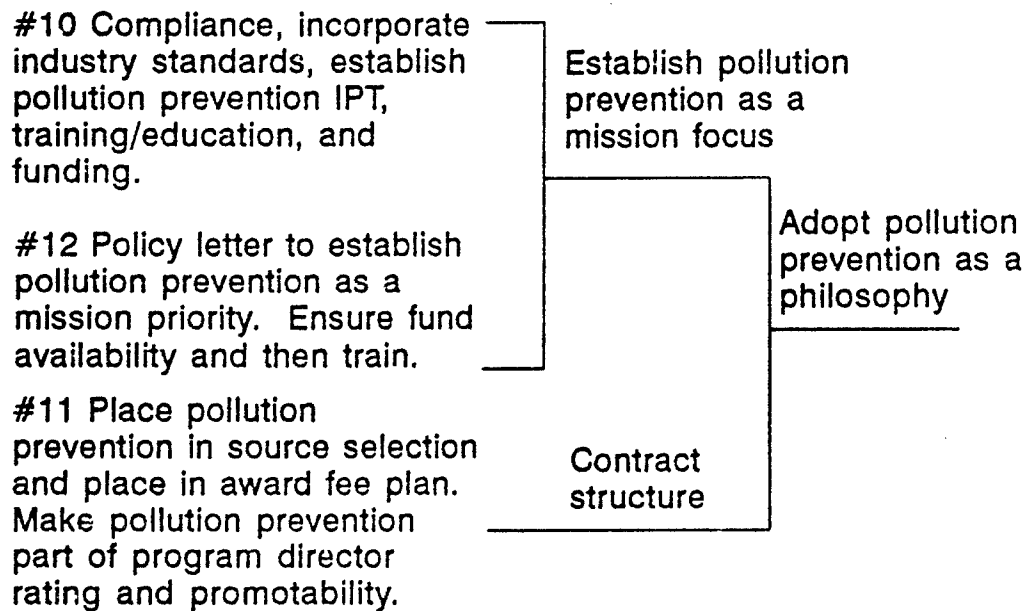 #10 Compliance, incorporate
industry standards, establish
pollution prevention IPT,
training/education, and
funding.
Establish pollution
prevention as a
mission focus
#12 Policy letter to establish
pollution prevention as a
mission priority. Ensure fund
availability and then train.
Adopt pollution
prevention as a
philosophy
#11 Place pollution
prevention in source selection
and place in award fee plan.
Make pollution prevention
part of program director
rating and promotability.
Contract
structure